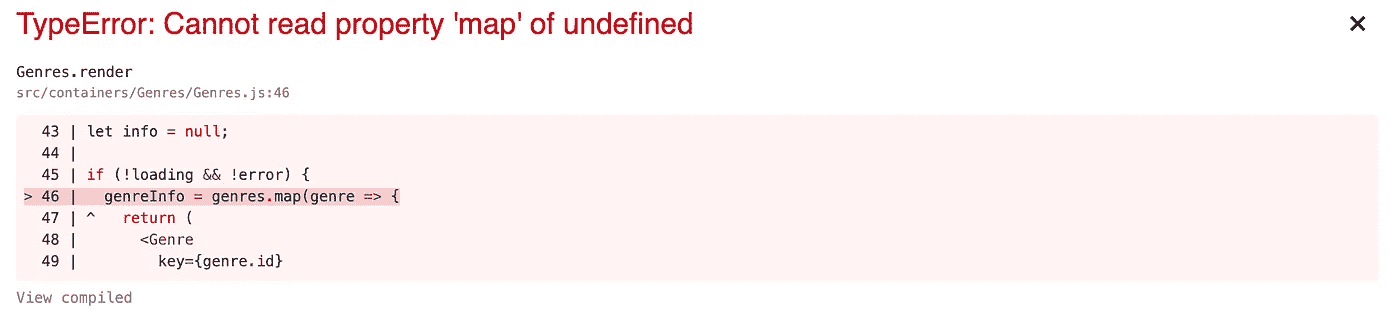 TypeError: Cannot read property 'map' of undefined
×
Genres.render
src/containers/Genres/Genres.js:46
43 | let info = null;
44 |
45 | if (!loading && !error) {
> 46 |   genreInfo = genres.map(genre => {
47 | ^   return (
48 |       <Genre
49 |         key={genre.id}
View compiled